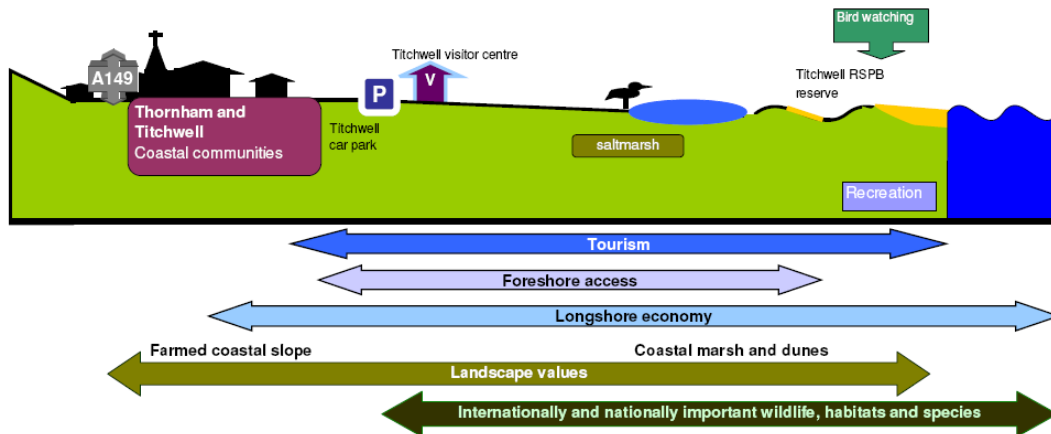 Bird watching
A149
Titchwell visitor centre
V
P
Titchwell RSPB
reserve
Thornham and
Titchwell
Coastal communities
Titchwell
car park
saltmarsh
Recreation
Tourism
Foreshore access
Longshore economy
Farmed coastal slope
Coastal marsh and dunes
Landscape values
Internationally and nationally important wildlife, habitats and species